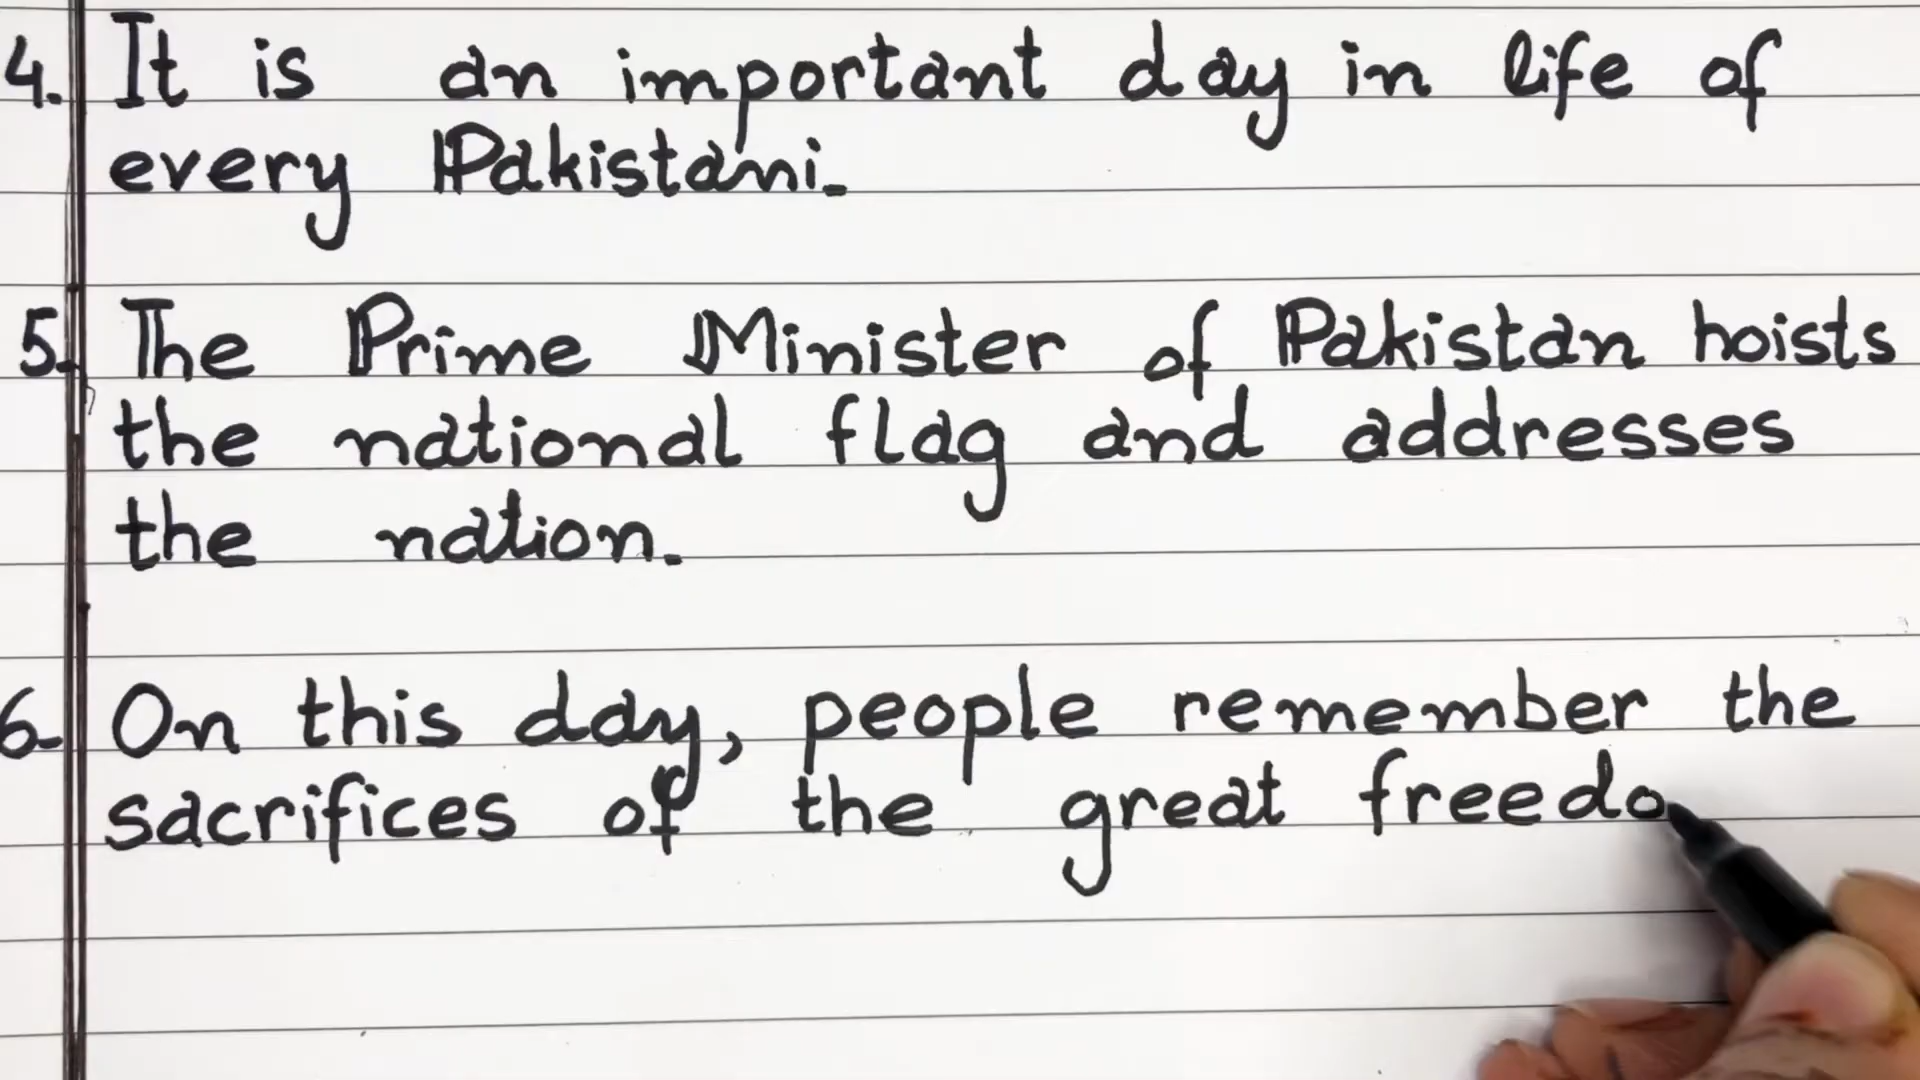 4. It is an important day in life of
every Pakistani.
5. The Prime Minister of Pakistan hoists
the national flag and addresses
the nation.
6. On this day, people remember the
sacrifices of the great freedo